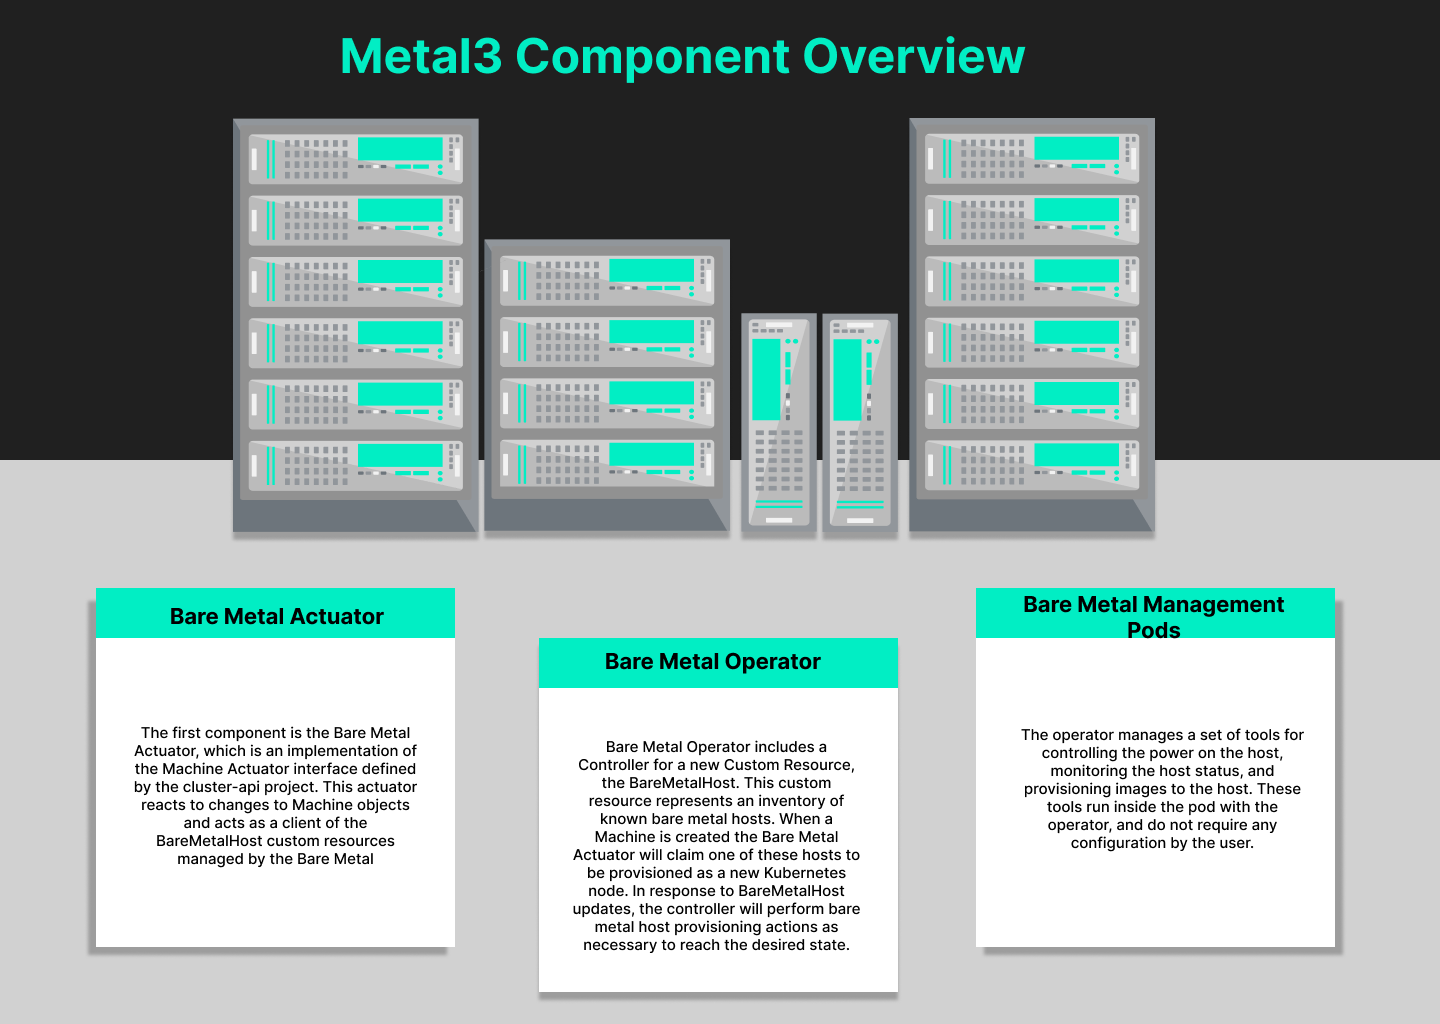 Metal3 Component Overview
Bare Metal Actuator
The first component is the Bare Metal
Actuator, which is an implementation of
the Machine Actuator interface defined
by the cluster-api project. This actuator
reacts to changes to Machine objects
and acts as a client of the
BareMetalHost custom resources
managed by the Bare Metal
Bare Metal Operator
Bare Metal Operator includes a
Controller for a new Custom Resource,
the BareMetalHost. This custom
resource represents an inventory of
known bare metal hosts. When a
Machine is created the Bare Metal
Actuator will claim one of these hosts to
be provisioned as a new Kubernetes
node. In response to BareMetalHost
updates, the controller will perform bare
metal host provisioning actions as
necessary to reach the desired state.
Bare Metal Management
Pods
The operator manages a set of tools for
controlling the power on the host,
monitoring the host status, and
provisioning images to the host. These
tools run inside the pod with the
operator, and do not require any
configuration by the user.